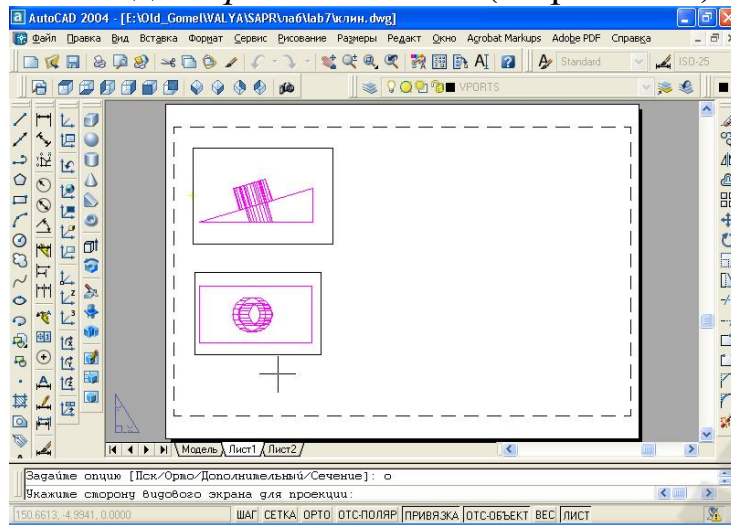 AutoCAD 2004 - [E:\Old_Gomel\VALYA\SAPR\лаб\lab7\клин.dwg]
Файл Правка Вид Вставка Формат Сервис Рисование Размеры Редакт Окно Acrobat Markups Adobe PDF Справка
Standard ISO-25
VPORTS
Модель Лист1 Лист2
Задайте опцию [Пск/Орто/Дополнительный/Сечение]: о
Укажите сторону видового экрана для проекции:
150.6613, -4.9941, 0.0000 ШАГ СЕТКА ОРТО ОТС-ПОЛЯР ПРИВЯЗКА ОТС-ОБЪЕКТ ВЕС ЛИСТ